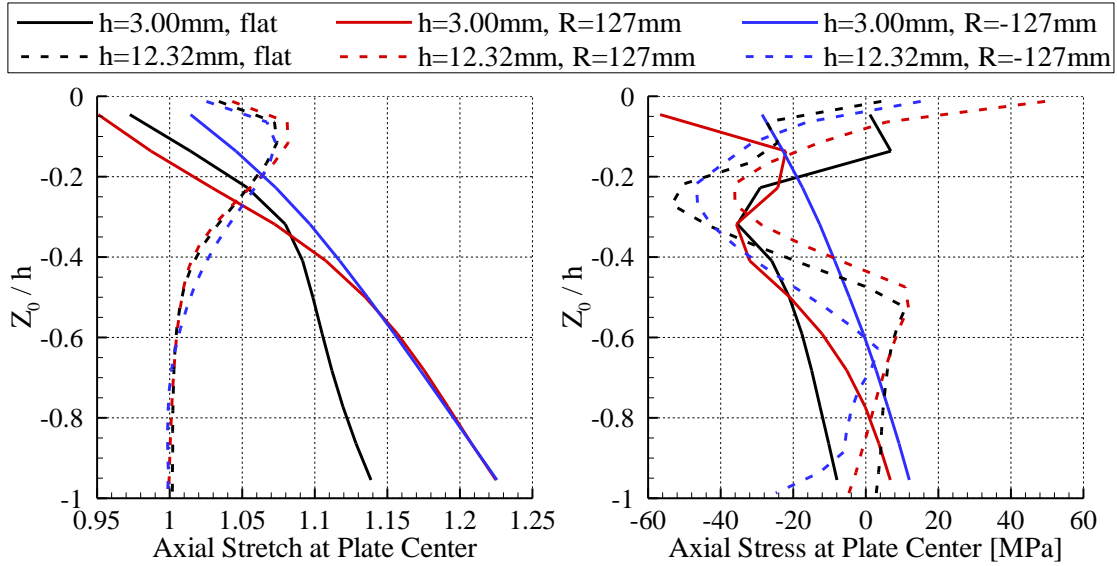 h=3.00mm, flat h=3.00mm, R=127mm h=3.00mm, R=-127mm
h=12.32mm, flat h=12.32mm, R=127mm h=12.32mm, R=-127mm
0
-0.2
-0.4
-0.6
-0.8
-1
Z0 / h
0.95 1 1.05 1.1 1.15 1.2 1.25
Axial Stretch at Plate Center
0
-0.2
-0.4
-0.6
-0.8
-1
Z0 / h
-60 -40 -20 0 20 40 60
Axial Stress at Plate Center [MPa]